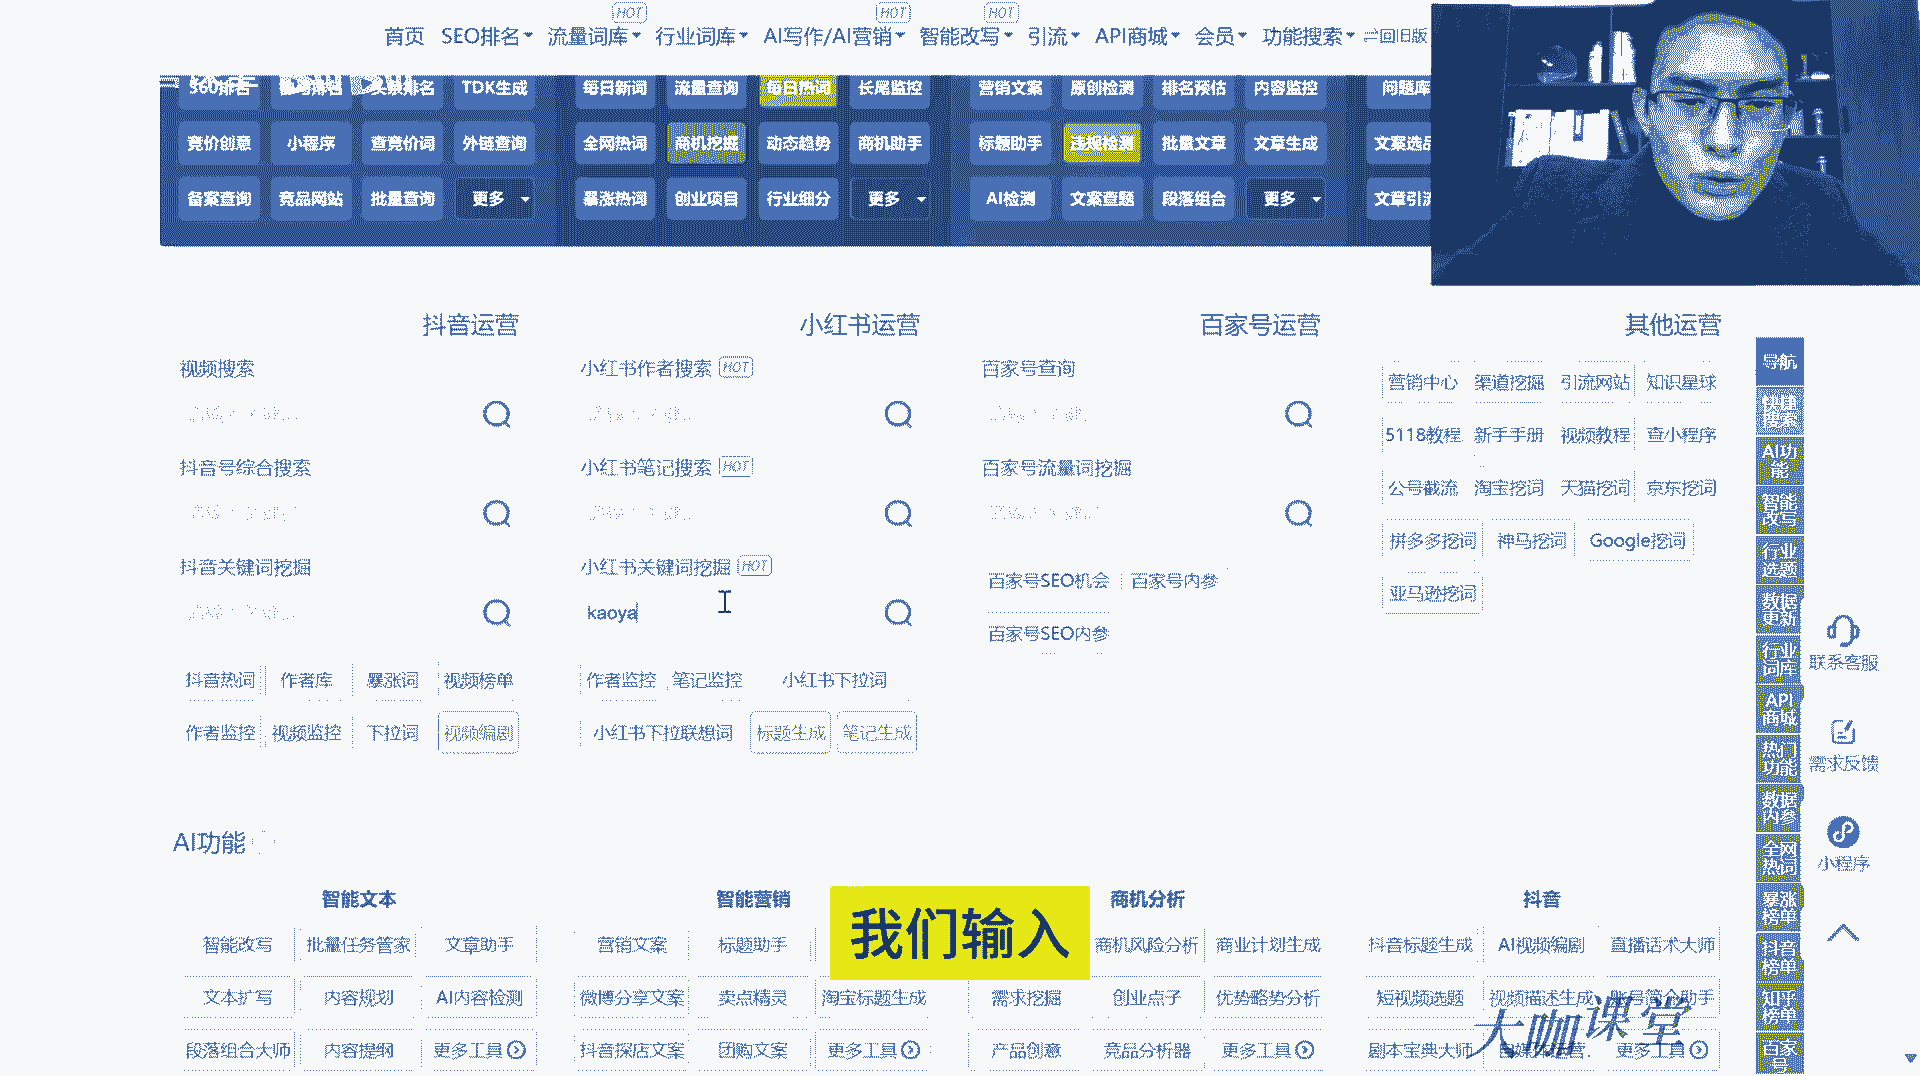 HOT HOT HOT
首页 SEO排名 流量词库 行业词库 AI写作/AI营销 智能改写 引流 API商城 会员 功能搜索 回旧版
360排名 TDK生成 每日新词 流量查询 每日热词 长尾监控 营销文案 原创检测 排名预估 内容监控 问题库
竞价创意 小程序 查竞价词 外链查询 全网热词 商机挖掘 动态趋势 商机助手 标题助手 违规检测 批量文章 文章生成 文案选品
备案查询 竞品网站 批量查询 更多 暴涨热词 创业项目 行业细分 更多 AI检测 文案查题 段落组合 更多 文章引流
抖音运营 小红书运营 百家号运营 其他运营
视频搜索 小红书作者搜索 HOT 百家号查询
营销中心 渠道挖掘 引流网站 知识星球
5118教程 新手手册 视频教程 查小程序
抖音号综合搜索 小红书笔记搜索 HOT 百家号流量词挖掘
公号截流 淘宝挖词 天猫挖词 京东挖词
拼多多挖词 神马挖词 Google挖词
抖音关键词挖掘 小红书关键词挖掘 HOT 百家号SEO机会 百家号内参
亚马逊挖词
kaoya
百家号SEO内参
抖音热词 作者库 暴涨词 视频榜单 作者监控 笔记监控 小红书下拉词
作者监控 视频监控 下拉词 视频编剧 小红书下拉联想词 标题生成 笔记生成
AI功能
智能文本 智能营销 商机分析 抖音
智能改写 批量任务管家 文章助手 营销文案 标题助手 商机风险分析 商业计划生成 抖音标题生成 AI视频编剧 直播话术大师
我们输入
文本扩写 内容规划 AI内容检测 微博分享文案 卖点精灵 淘宝标题生成 需求挖掘 创业点子 优势略势分析 短视频选题 视频描述生成 账号简介助手
段落组合大师 内容提纲 更多工具 抖音探店文案 团购文案 更多工具 产品创意 竞品分析器 更多工具 剧本宝典大师 更多工具
大咖课堂
导航
快捷搜索
AI功能
智能改写
行业选题
数据更新
行业词库
API商城
热门功能
数据内参
全网热词
暴涨榜单
抖音榜单
知乎榜单
百家号
联系客服
需求反馈
小程序